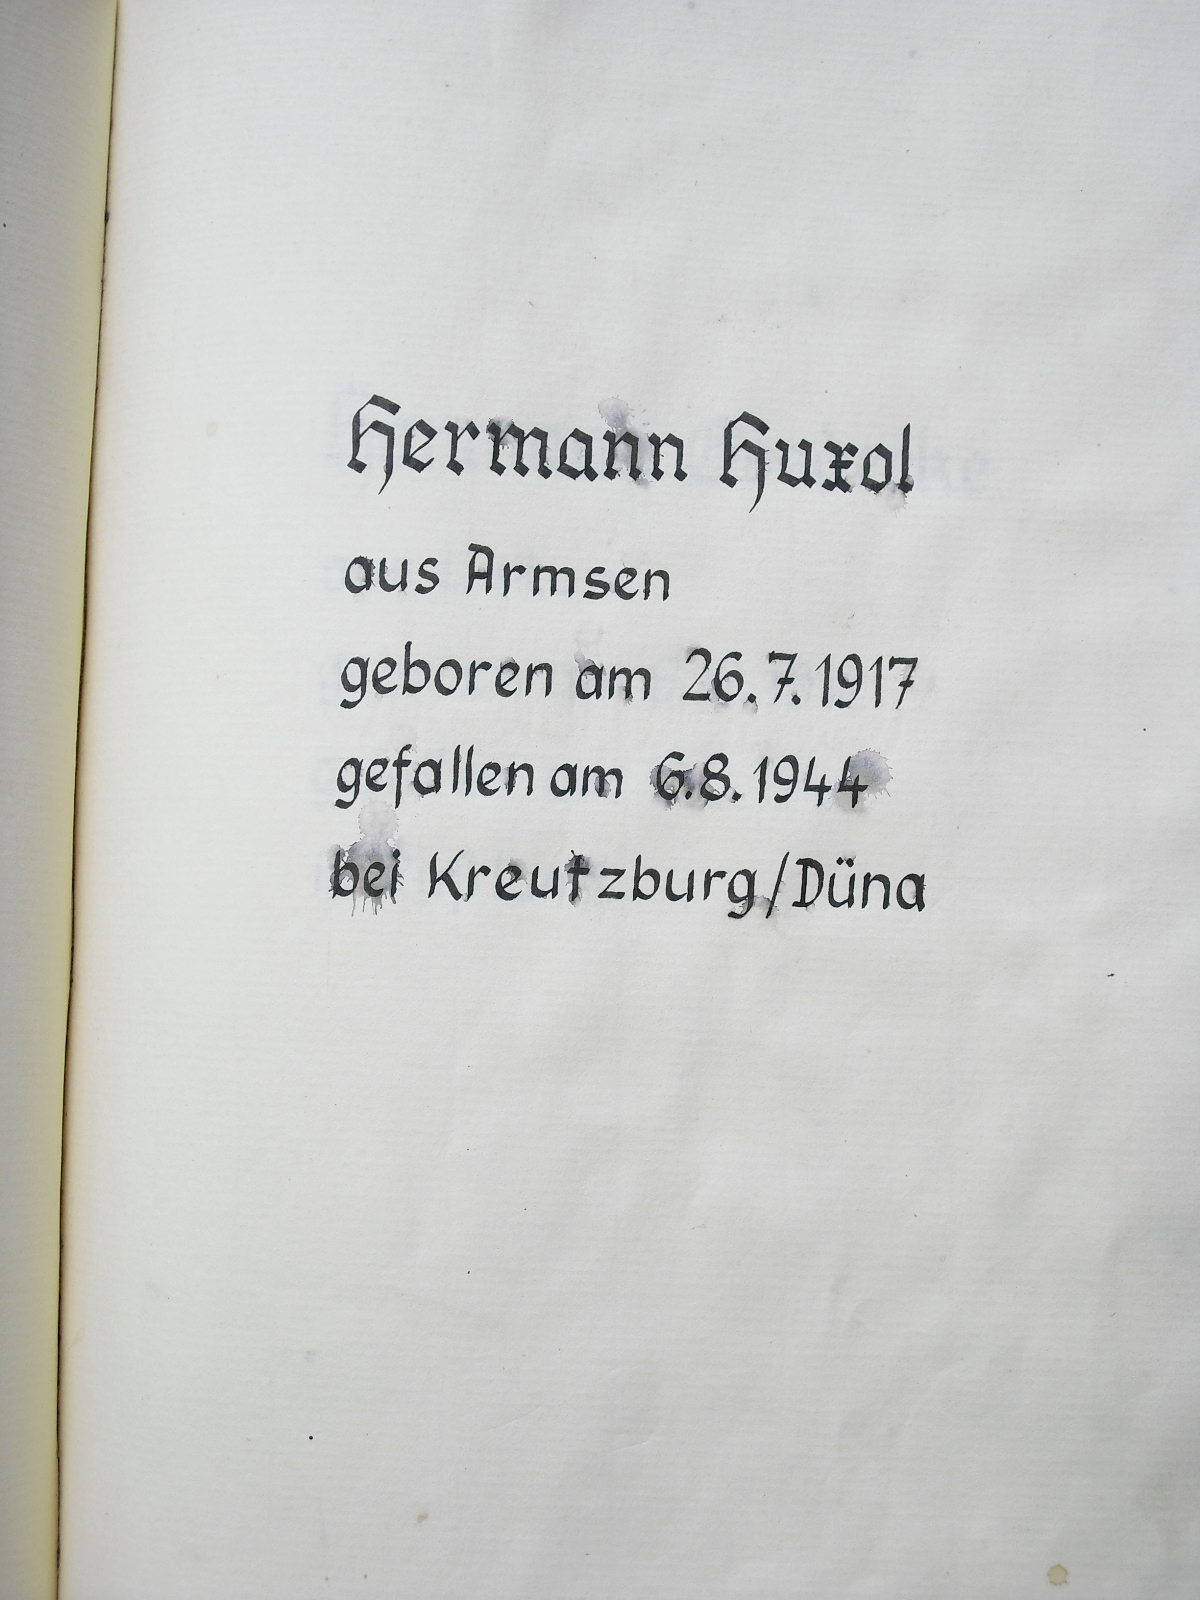 Hermann Huxol
aus Armsen
geboren am 26.7.1917
gefallen am 6.8.1944
bei Kreutzburg/Düna